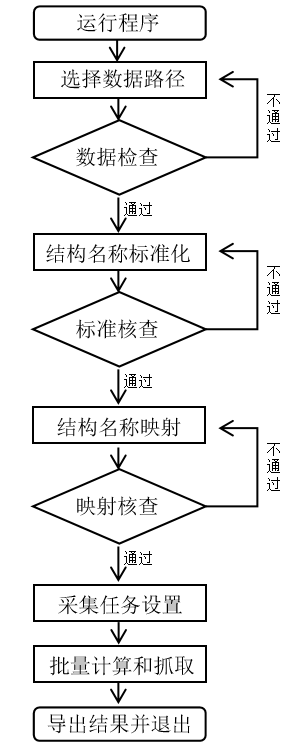 运行程序
选择数据路径
不通过
数据检查
通过
结构名称标准化
不通过
标准核查
通过
结构名称映射
不通过
映射核查
通过
采集任务设置
批量计算和抓取
导出结果并退出